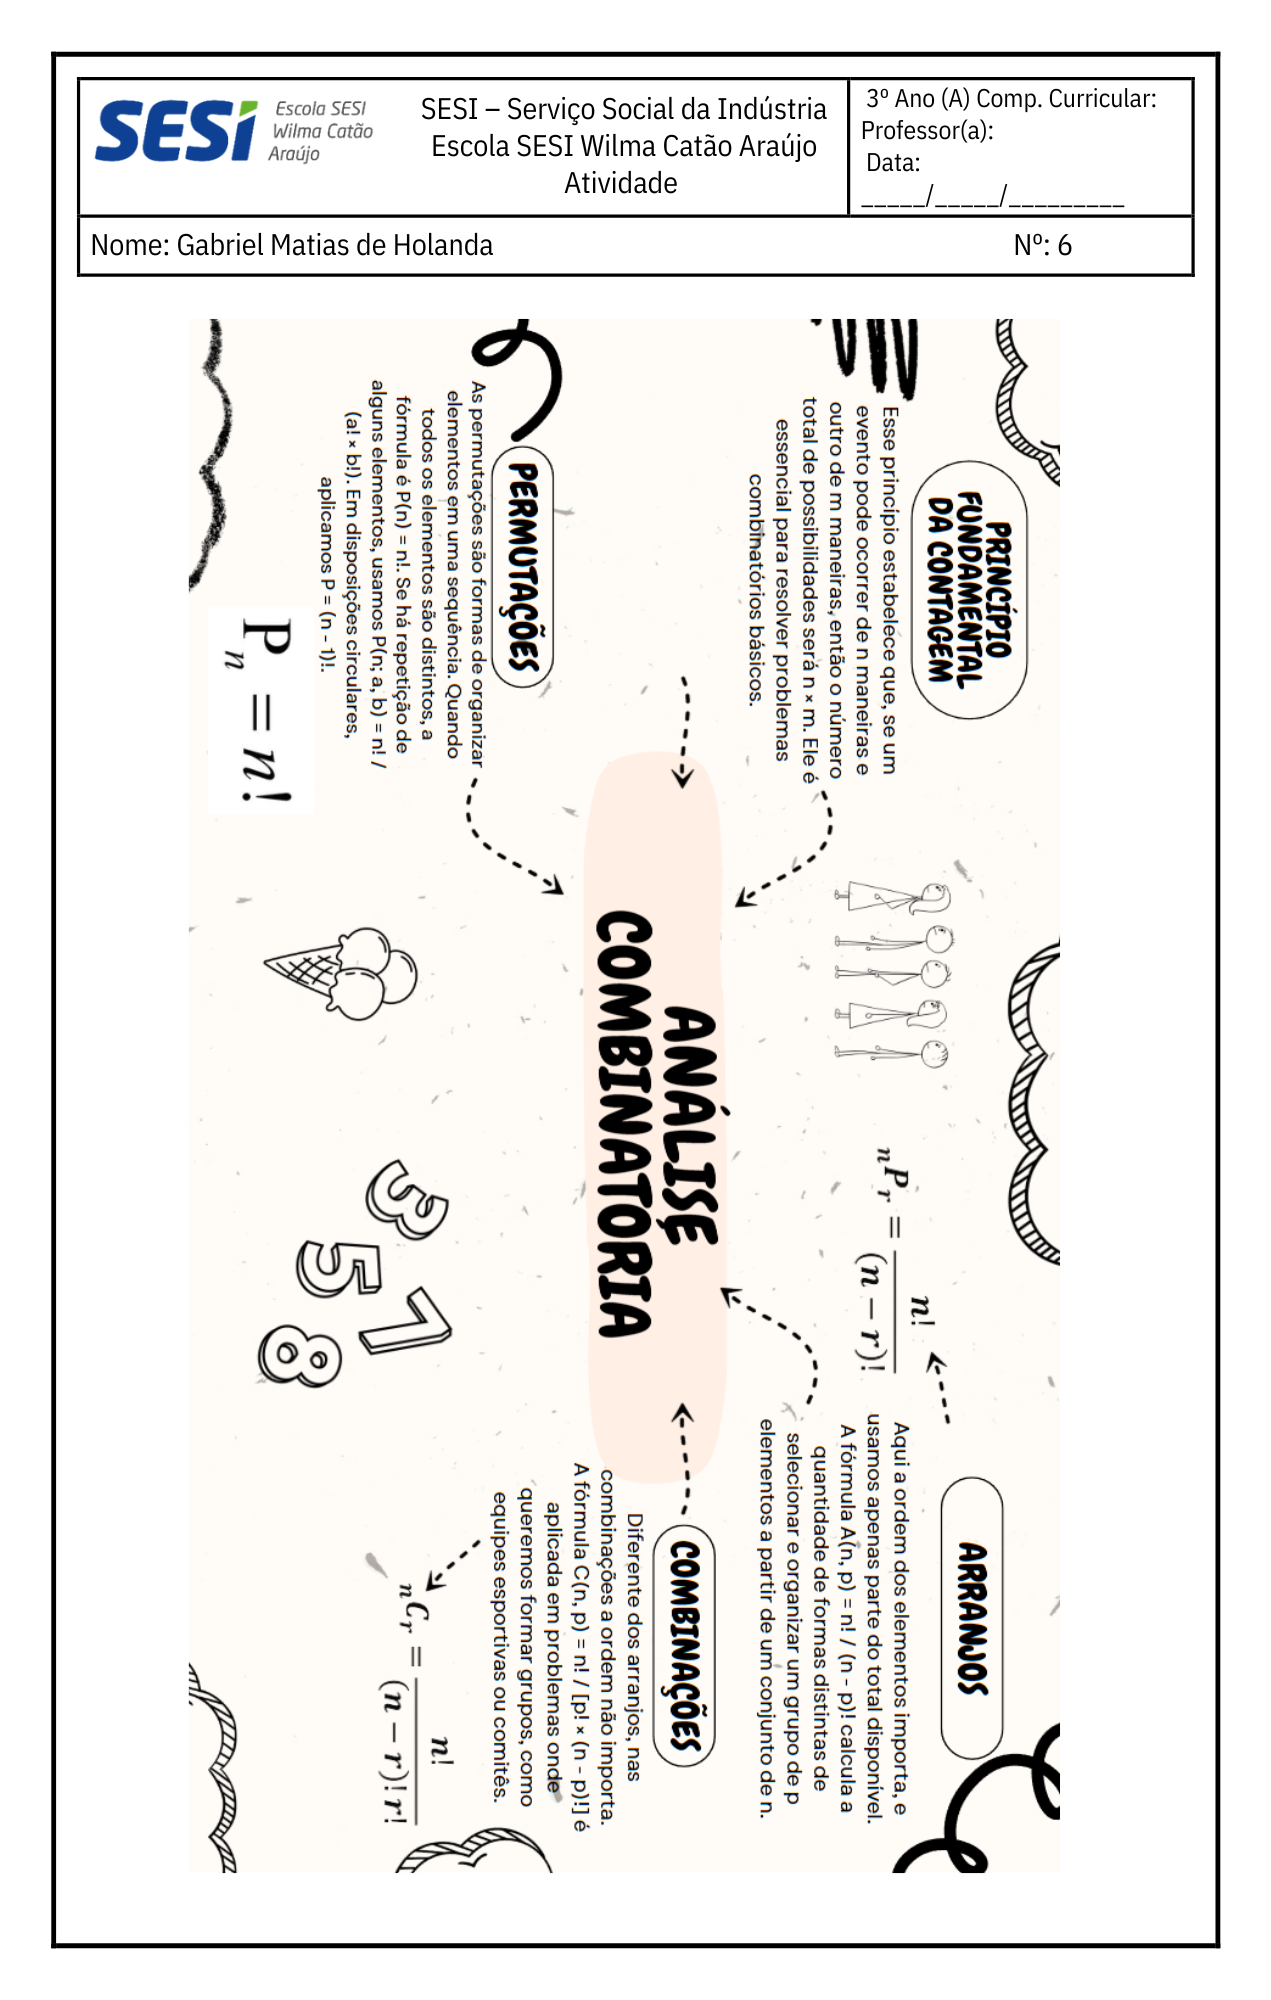 SESI
Escola SESI
Wilma Catão
Araújo
SESI – Serviço Social da Indústria
Escola SESI Wilma Catão Araújo
Atividade
3º Ano (A) Comp. Curricular:
Professor(a):
Data:
_____/_____/_________
Nome: Gabriel Matias de Holanda Nº: 6
PRINCÍPIO
FUNDAMENTAL
DA CONTAGEM
Esse princípio estabelece que, se um
evento pode ocorrer de n maneiras e
outro de m maneiras, então o número
total de possibilidades será n × m. Ele é
essencial para resolver problemas
combinatórios básicos.
nPr = n! / (n − r)!
ARRANJOS
Aqui a ordem dos elementos importa, e
usamos apenas parte do total disponível.
A fórmula A(n, p) = n! / (n - p)! calcula a
quantidade de formas distintas de
selecionar e organizar um grupo de p
elementos a partir de um conjunto de n.
ANÁLISE
COMBINATORIA
PERMUTAÇÕES
As permutações são formas de organizar
elementos em uma sequência. Quando
todos os elementos são distintos, a
fórmula é P(n) = n!. Se há repetição de
alguns elementos, usamos P(n; a, b) = n! /
(a! × b!). Em disposições circulares,
aplicamos P = (n - 1)!.
Pn = n!
3
5 7
8
COMBINAÇÕES
Diferente dos arranjos, nas
combinações a ordem não importa.
A fórmula C(n, p) = n! / [p! × (n - p)!] é
aplicada em problemas onde
queremos formar grupos, como
equipes esportivas ou comitês.
nCr = n! / (n − r)! r!